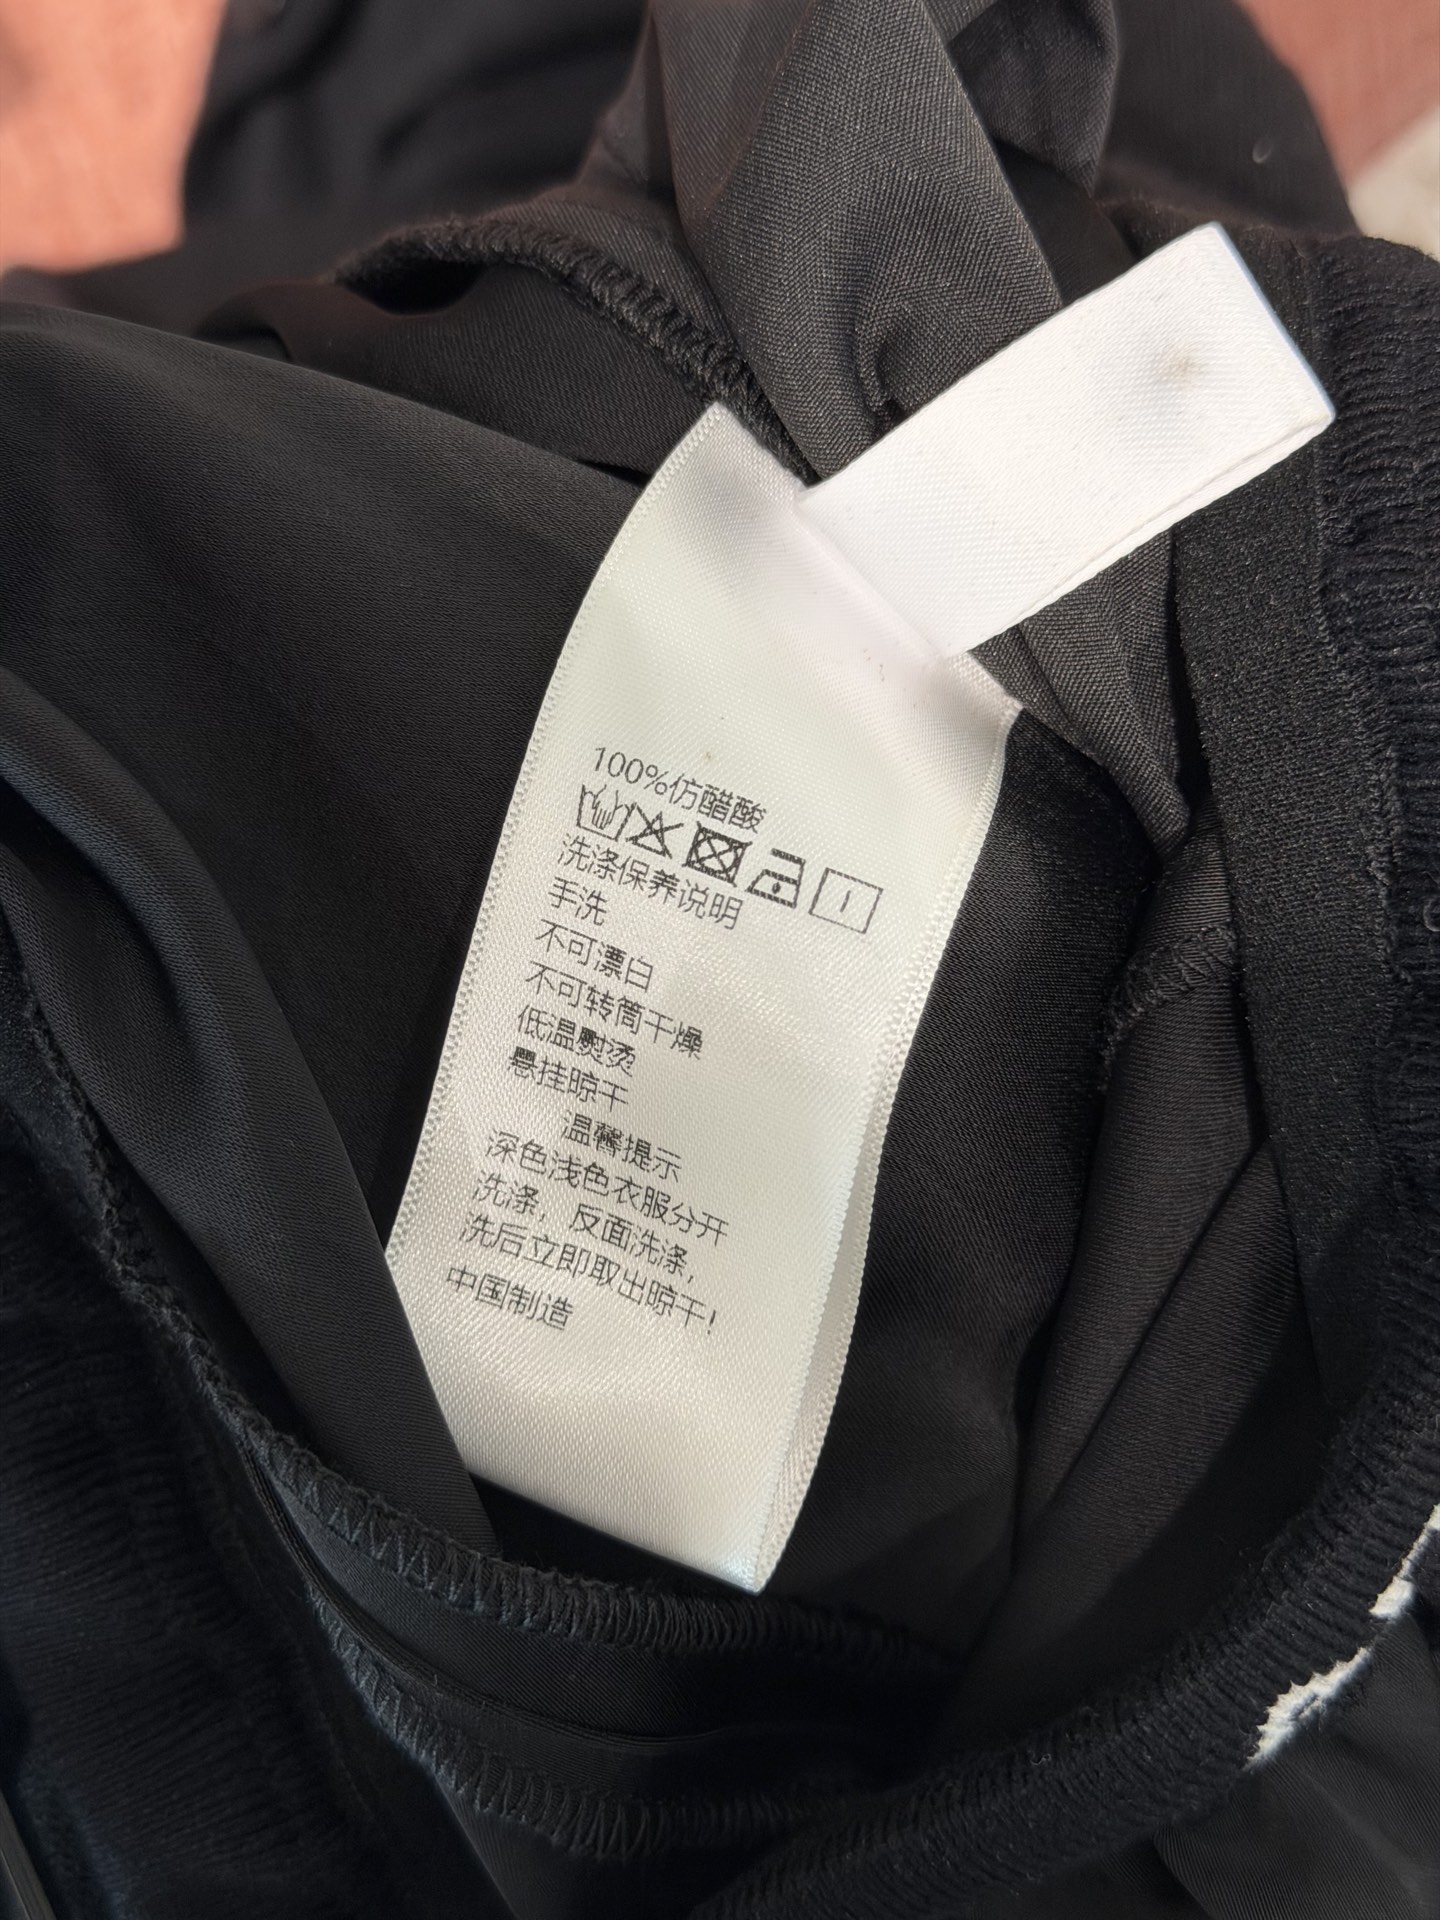 100%仿醋酸
洗涤保养说明
手洗
不可漂白
不可转筒干燥
低温熨烫
悬挂晾干
温馨提示
深色浅色衣服分开
洗涤，反面洗涤，
洗后立即取出晾干！
中国制造